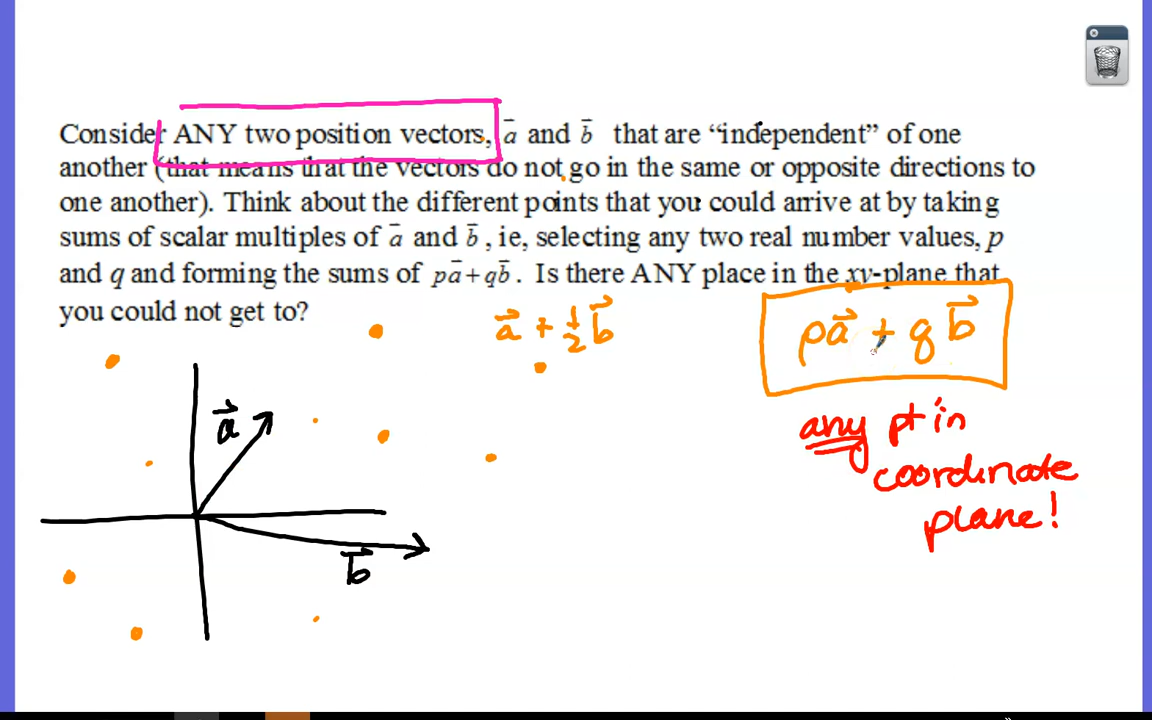 Consider ANY two position vectors, a̅ and b̅ that are “independent” of one
another (that means that the vectors do not go in the same or opposite directions to
one another). Think about the different points that you could arrive at by taking
sums of scalar multiples of a̅ and b̅, ie, selecting any two real number values, p
and q and forming the sums of pa̅+qb̅. Is there ANY place in the xy-plane that
you could not get to?
a⃗ + ½ b⃗
pa⃗ + qb⃗
a⃗
any pt in
coordinate
plane!
b⃗